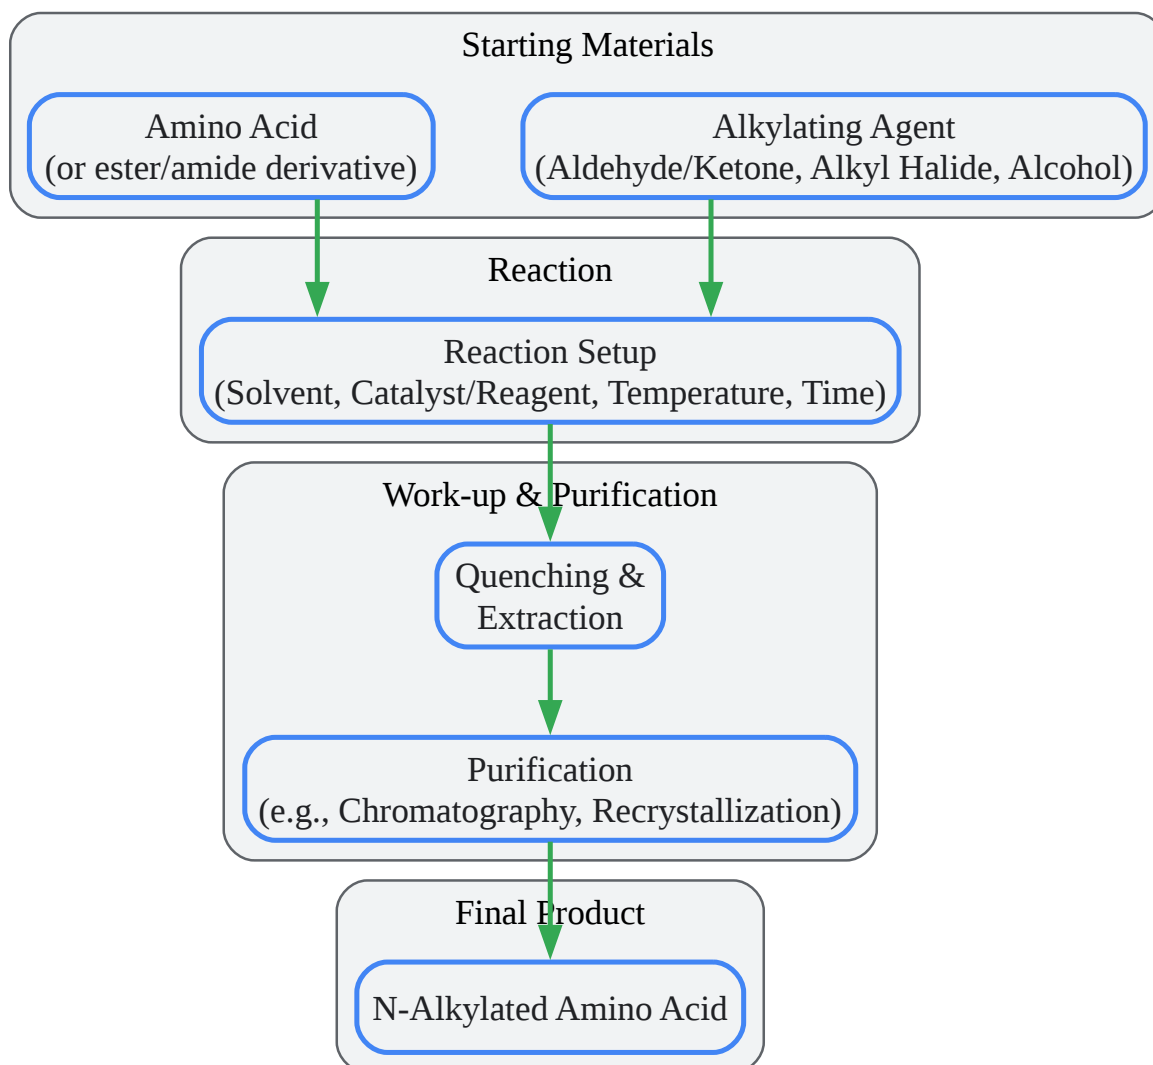 Starting Materials
Amino Acid
(or ester/amide derivative)
Alkylating Agent
(Aldehyde/Ketone, Alkyl Halide, Alcohol)
Reaction
Reaction Setup
(Solvent, Catalyst/Reagent, Temperature, Time)
Work-up & Purification
Quenching &
Extraction
Purification
(e.g., Chromatography, Recrystallization)
Final Product
N-Alkylated Amino Acid